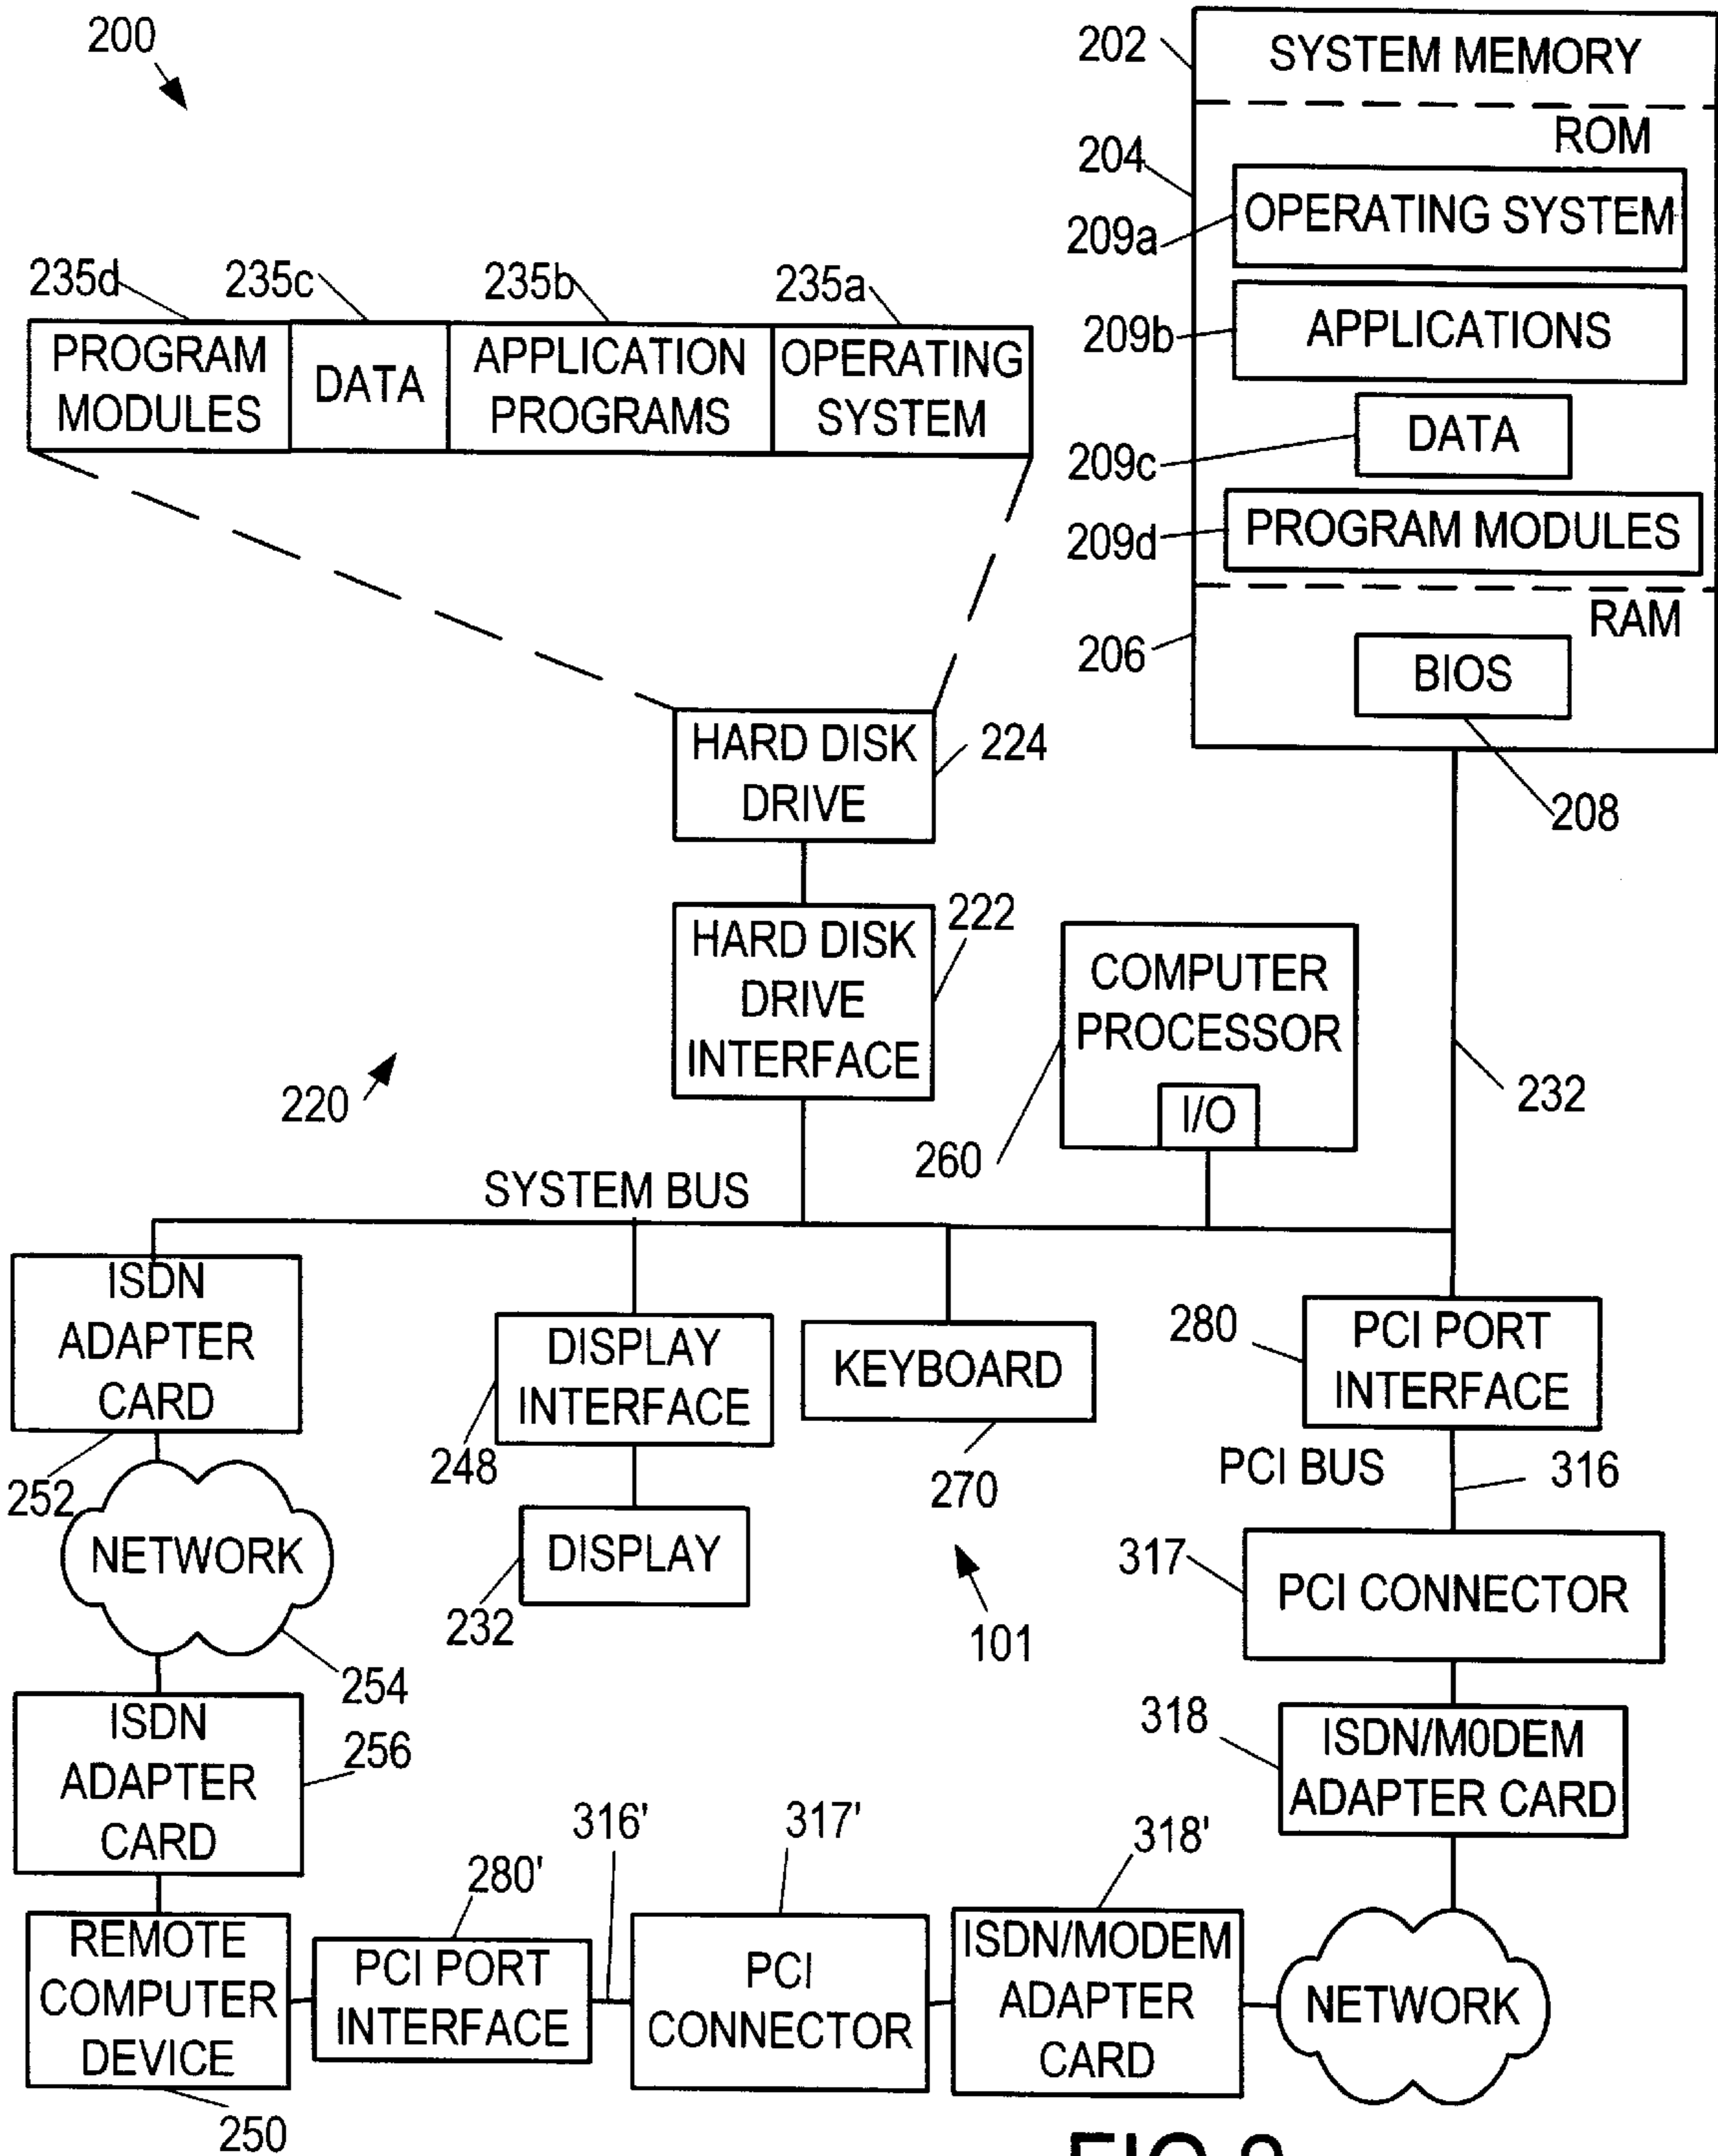 200
202
SYSTEM MEMORY
ROM
204
209a
OPERATING SYSTEM
209b
APPLICATIONS
209c
DATA
209d
PROGRAM MODULES
RAM
206
BIOS
208
235d
235c
235b
235a
PROGRAM
MODULES
DATA
APPLICATION
PROGRAMS
OPERATING
SYSTEM
HARD DISK
DRIVE
224
HARD DISK
DRIVE
INTERFACE
222
COMPUTER
PROCESSOR
I/O
260
232
220
SYSTEM BUS
ISDN
ADAPTER
CARD
252
DISPLAY
INTERFACE
248
KEYBOARD
270
280
PCI PORT
INTERFACE
PCI BUS
316
NETWORK
254
DISPLAY
232
101
317
PCI CONNECTOR
ISDN
ADAPTER
CARD
256
318
ISDN/M0DEM
ADAPTER CARD
REMOTE
COMPUTER
DEVICE
250
280'
PCI PORT
INTERFACE
316'
317'
PCI
CONNECTOR
318'
ISDN/MODEM
ADAPTER
CARD
NETWORK